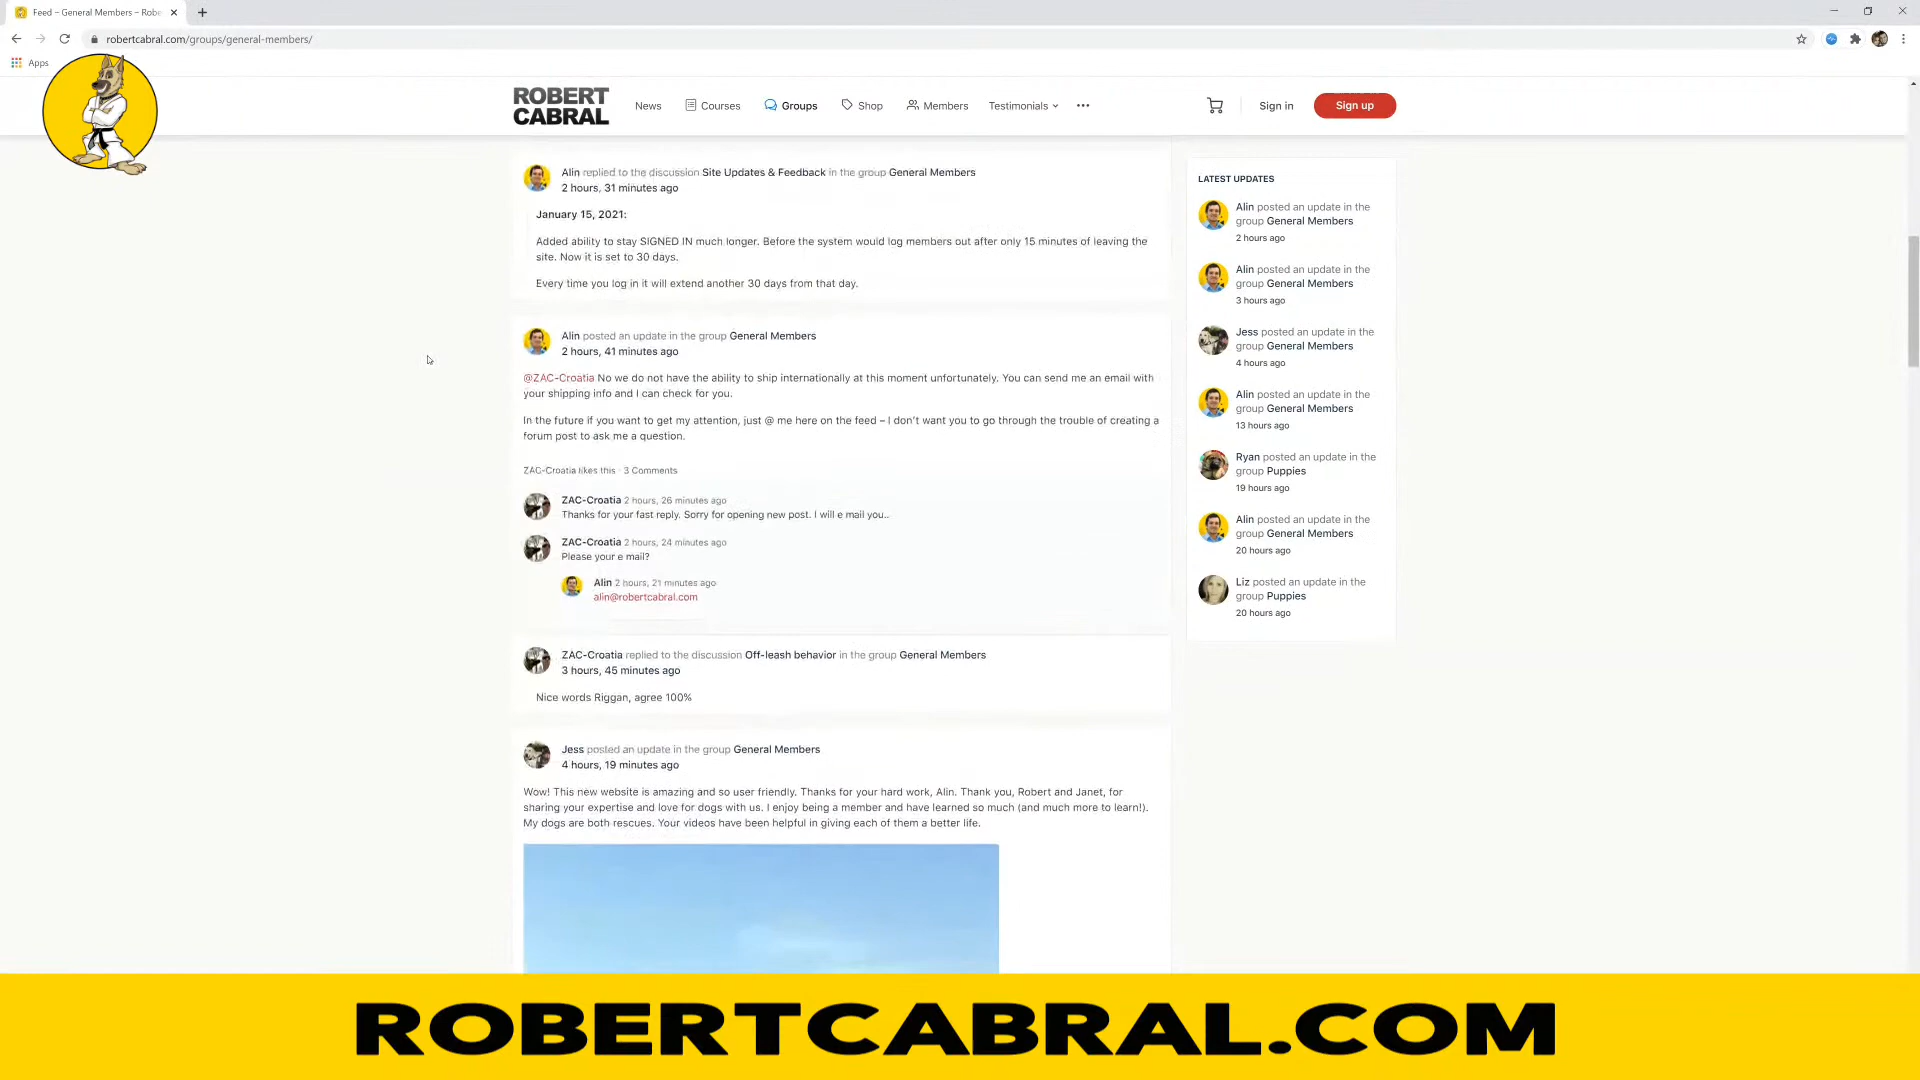 Feed – General Members – Robe
robertcabral.com/groups/general-members/
Apps
ROBERT
CABRAL
News
Courses
Groups
Shop
Members
Testimonials
Sign in
Sign up
Alin replied to the discussion Site Updates & Feedback in the group General Members
2 hours, 31 minutes ago
January 15, 2021:
Added ability to stay SIGNED IN much longer. Before the system would log members out after only 15 minutes of leaving the
site. Now it is set to 30 days.
Every time you log in it will extend another 30 days from that day.
Alin posted an update in the group General Members
2 hours, 41 minutes ago
@ZAC-Croatia No we do not have the ability to ship internationally at this moment unfortunately. You can send me an email with
your shipping info and I can check for you.
In the future if you want to get my attention, just @ me here on the feed – I don't want you to go through the trouble of creating a
forum post to ask me a question.
ZAC-Croatia likes this · 3 Comments
ZAC-Croatia 2 hours, 26 minutes ago
Thanks for your fast reply. Sorry for opening new post. I will e mail you..
ZAC-Croatia 2 hours, 24 minutes ago
Please your e mail?
Alin 2 hours, 21 minutes ago
alin@robertcabral.com
ZAC-Croatia replied to the discussion Off-leash behavior in the group General Members
3 hours, 45 minutes ago
Nice words Riggan, agree 100%
Jess posted an update in the group General Members
4 hours, 19 minutes ago
Wow! This new website is amazing and so user friendly. Thanks for your hard work, Alin. Thank you, Robert and Janet, for
sharing your expertise and love for dogs with us. I enjoy being a member and have learned so much (and much more to learn!).
My dogs are both rescues. Your videos have been helpful in giving each of them a better life.
LATEST UPDATES
Alin posted an update in the
group General Members
2 hours ago
Alin posted an update in the
group General Members
3 hours ago
Jess posted an update in the
group General Members
4 hours ago
Alin posted an update in the
group General Members
13 hours ago
Ryan posted an update in the
group Puppies
19 hours ago
Alin posted an update in the
group General Members
20 hours ago
Liz posted an update in the
group Puppies
20 hours ago
ROBERTCABRAL.COM